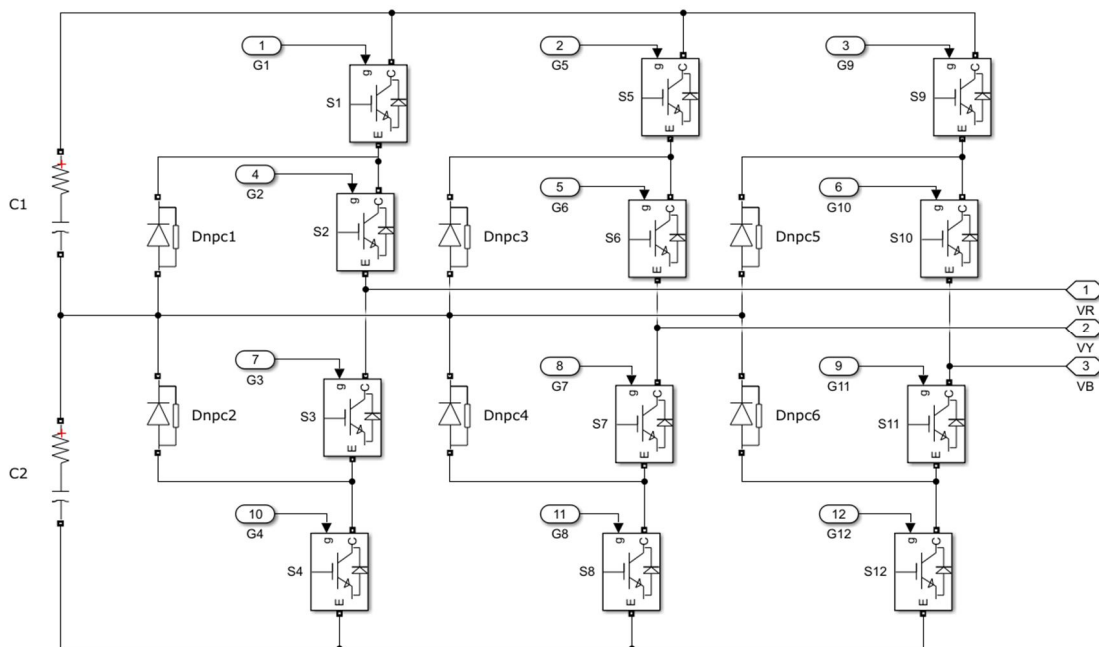 1
G1
g
C
S1
E
2
G5
g
C
S5
E
3
G9
g
C
S9
E
C1
Dnpc1
4
G2
g
C
S2
E
Dnpc3
5
G6
g
C
S6
E
Dnpc5
6
G10
g
C
S10
E
1
VR
2
VY
3
VB
C2
Dnpc2
7
G3
g
C
S3
E
Dnpc4
8
G7
g
C
S7
E
Dnpc6
9
G11
g
C
S11
E
10
G4
g
C
S4
E
11
G8
g
C
S8
E
12
G12
g
C
S12
E